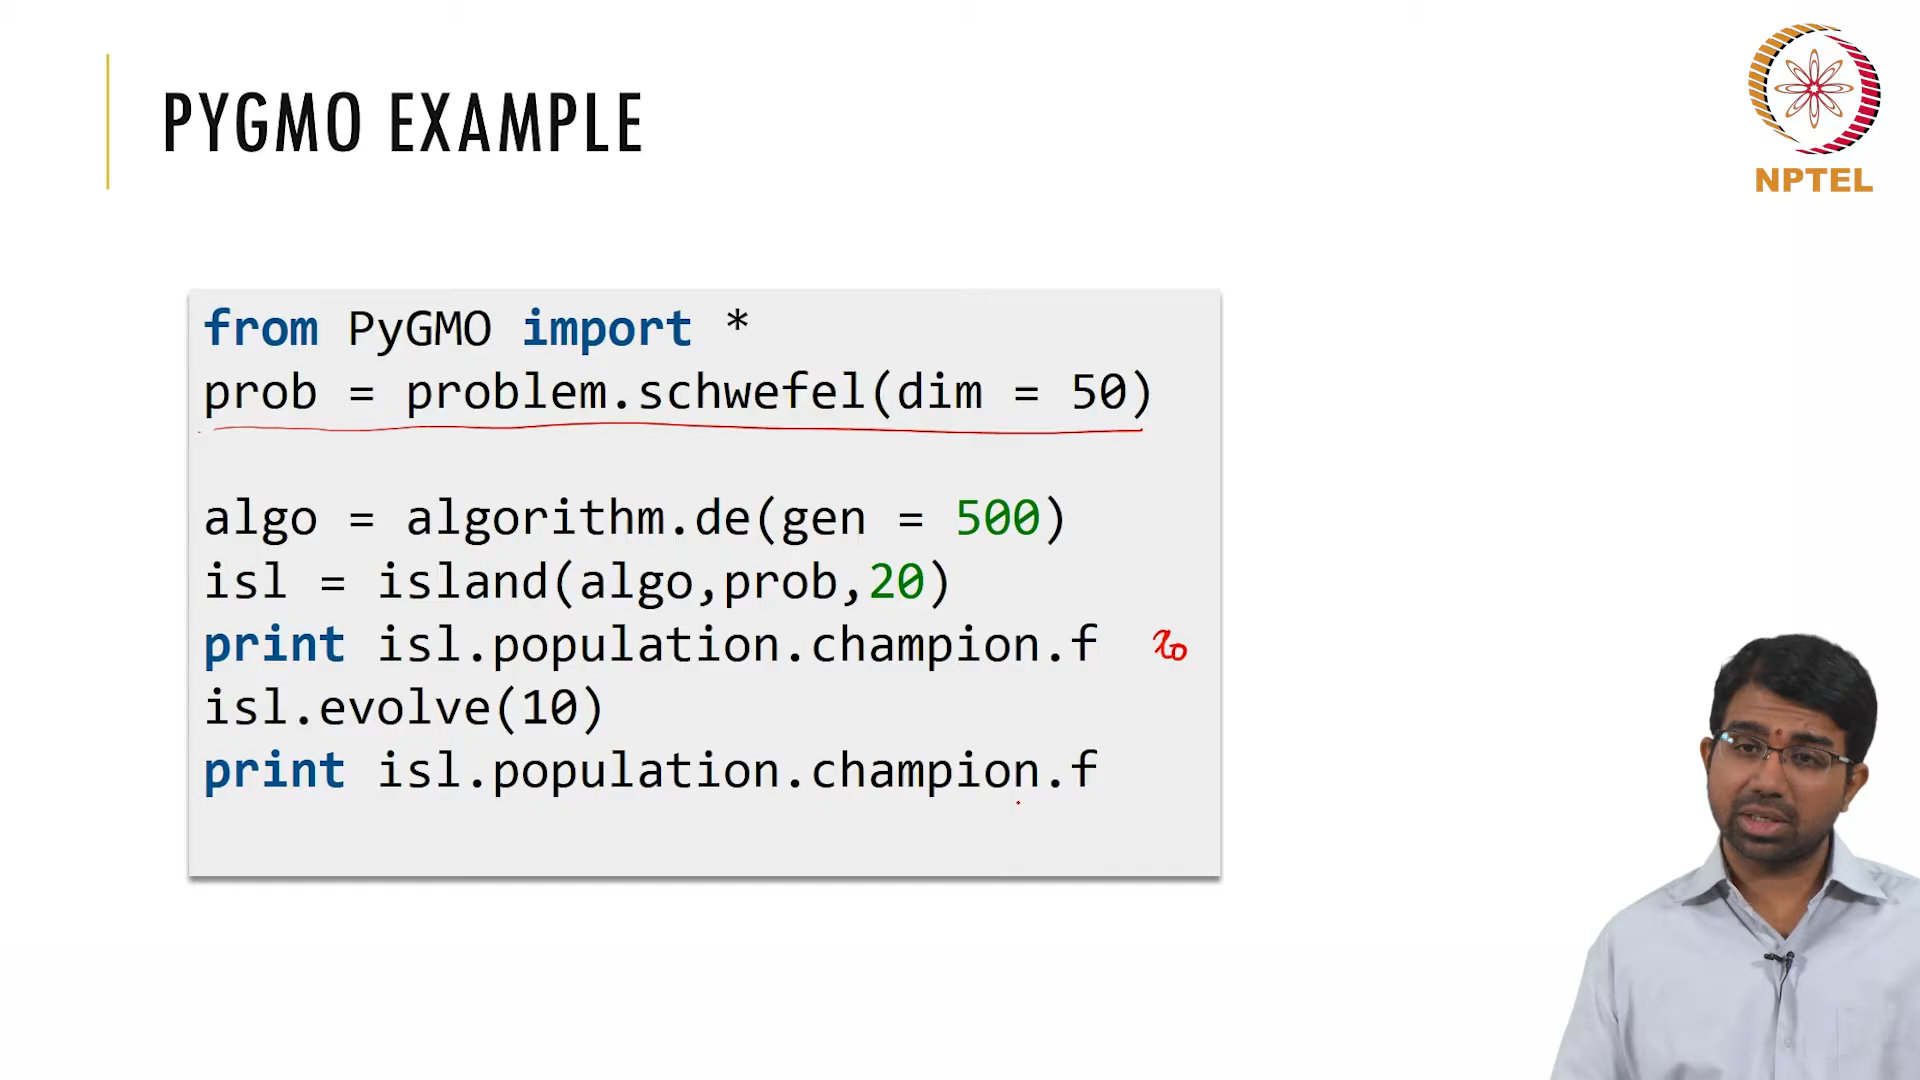 PYGMO EXAMPLE
NPTEL
from PyGMO import *
prob = problem.schwefel(dim = 50)
algo = algorithm.de(gen = 500)
isl = island(algo,prob,20)
print isl.population.champion.f x0
isl.evolve(10)
print isl.population.champion.f